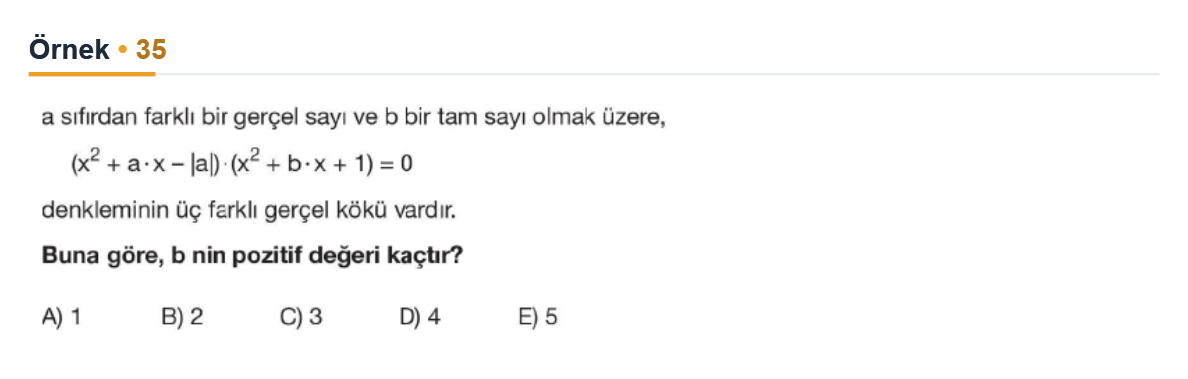 Örnek • 35
a sıfırdan farklı bir gerçel sayı ve b bir tam sayı olmak üzere,
(x² + a·x – |a|)·(x² + b·x + 1) = 0
denkleminin üç farklı gerçel kökü vardır.
Buna göre, b nin pozitif değeri kaçtır?
A) 1 B) 2 C) 3 D) 4 E) 5